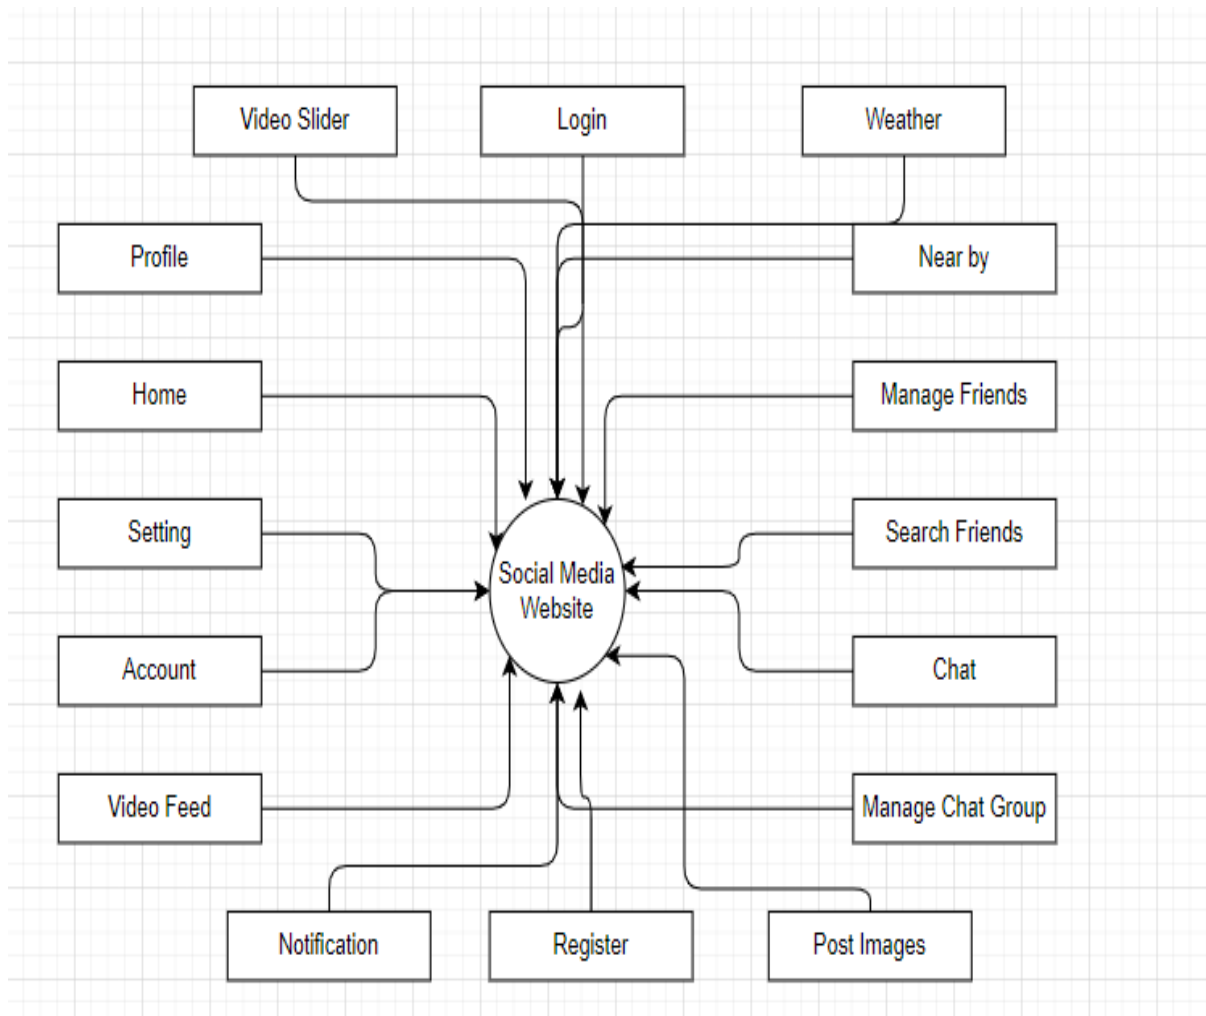 Video Slider
Login
Weather
Profile
Near by
Home
Manage Friends
Setting
Search Friends
Social Media
Website
Account
Chat
Video Feed
Manage Chat Group
Notification
Register
Post Images